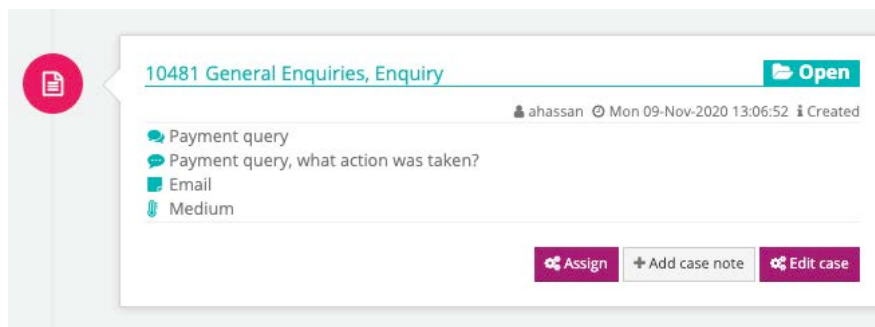 10481 General Enquiries, Enquiry
Open
ahassan Mon 09-Nov-2020 13:06:52 Created
Payment query
Payment query, what action was taken?
Email
Medium
Assign + Add case note Edit case